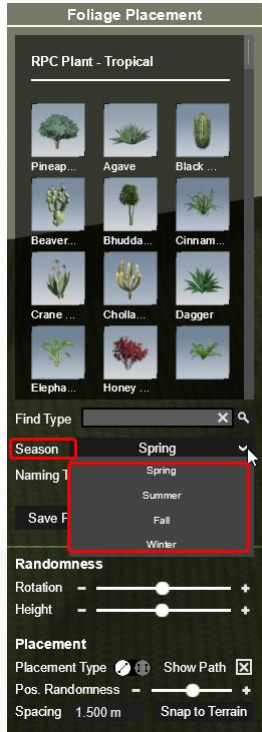 Foliage Placement
RPC Plant - Tropical
Pineap... Agave Black ...
Beaver... Bhudda... Cinnam...
Crane ... Cholla... Dagger
Elepha... Honey ...
Find Type
Season Spring
Naming T
Spring
Summer
Save F
Fall
Winter
Randomness
Rotation - +
Height - +
Placement
Placement Type Show Path
Pos. Randomness - +
Spacing 1.500 m Snap to Terrain